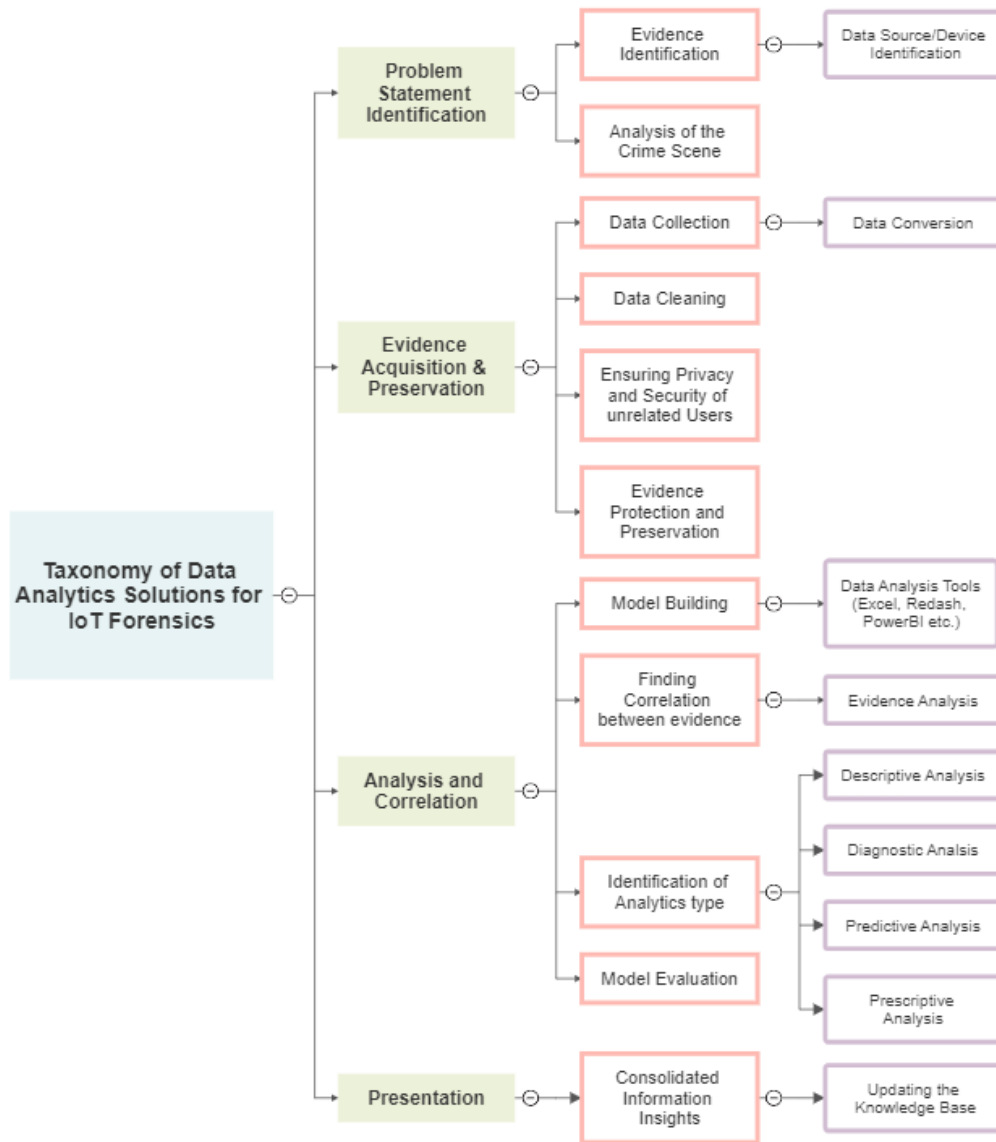 Taxonomy of Data
Analytics Solutions for
IoT Forensics
Problem
Statement
Identification
Evidence
Identification
Data Source/Device
Identification
Analysis of the
Crime Scene
Evidence
Acquisition &
Preservation
Data Collection
Data Conversion
Data Cleaning
Ensuring Privacy
and Security of
unrelated Users
Evidence
Protection and
Preservation
Analysis and
Correlation
Model Building
Data Analysis Tools
(Excel, Redash,
PowerBI etc.)
Finding
Correlation
between evidence
Evidence Analysis
Identification of
Analytics type
Descriptive Analysis
Diagnostic Analsis
Predictive Analysis
Prescriptive
Analysis
Model Evaluation
Presentation
Consolidated
Information
Insights
Updating the
Knowledge Base